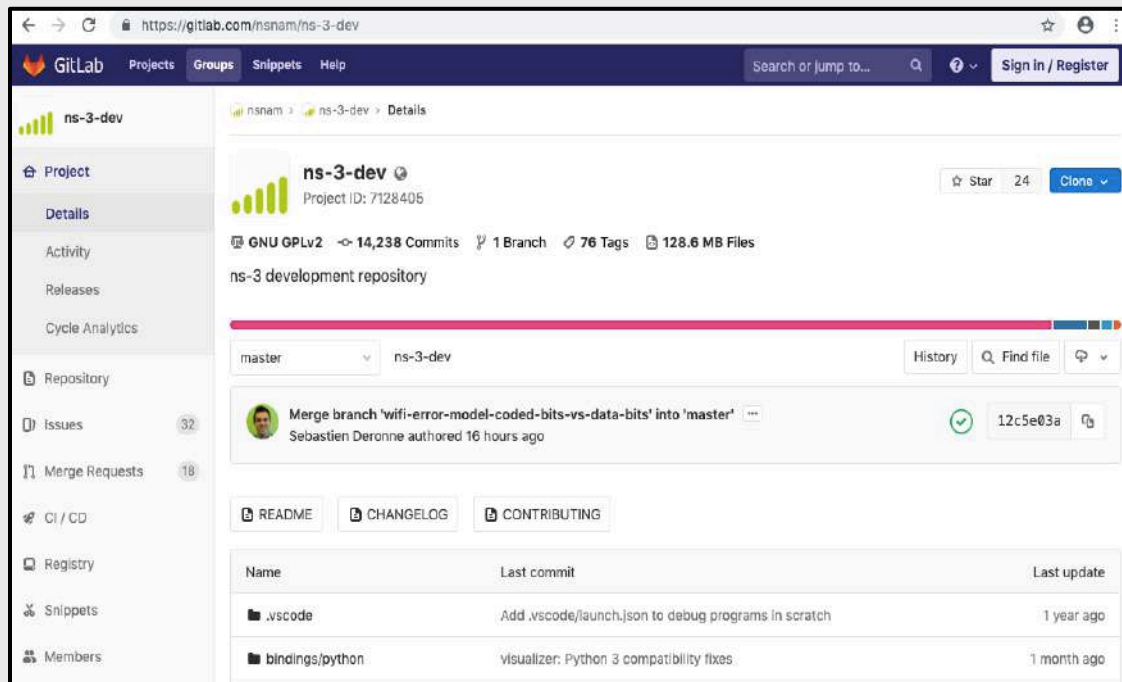 https://gitlab.com/nsnam/ns-3-dev
GitLab Projects Groups Snippets Help Search or jump to... Sign in / Register
ns-3-dev
nsnam > ns-3-dev > Details
Project
Details
Activity
Releases
Cycle Analytics
Repository
Issues 32
Merge Requests 18
CI / CD
Registry
Snippets
Members
ns-3-dev
Project ID: 7128405
Star 24 Clone
GNU GPLv2 14,238 Commits 1 Branch 76 Tags 128.6 MB Files
ns-3 development repository
master ns-3-dev History Find file
Merge branch 'wifi-error-model-coded-bits-vs-data-bits' into 'master' ...
Sebastien Deronne authored 16 hours ago
12c5e03a
README CHANGELOG CONTRIBUTING
Name Last commit Last update
.vscode Add .vscode/launch.json to debug programs in scratch 1 year ago
bindings/python visualizer: Python 3 compatibility fixes 1 month ago